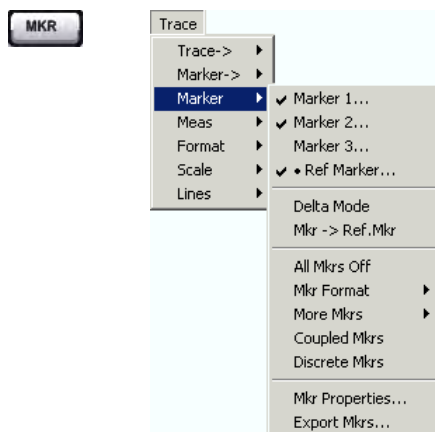 MKR
Trace
Trace->
Marker->
Marker
Meas
Format
Scale
Lines
Marker 1...
Marker 2...
Marker 3...
• Ref Marker...
Delta Mode
Mkr -> Ref.Mkr
All Mkrs Off
Mkr Format
More Mkrs
Coupled Mkrs
Discrete Mkrs
Mkr Properties...
Export Mkrs...